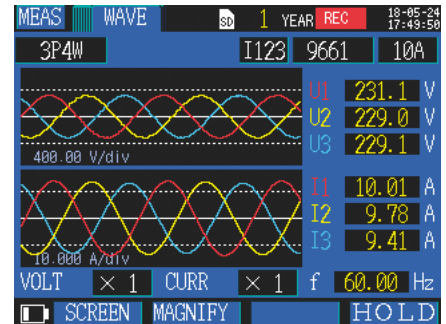 MEAS WAVE SD 1 YEAR REC 18-05-24
17:49:50
3P4W I123 9661 10A
U1 231.1 V
U2 229.0 V
U3 229.1 V
400.00 V/div
I1 10.01 A
I2 9.78 A
I3 9.41 A
10.000 A/div
VOLT × 1 CURR × 1 f 60.00 Hz
SCREEN MAGNIFY HOLD